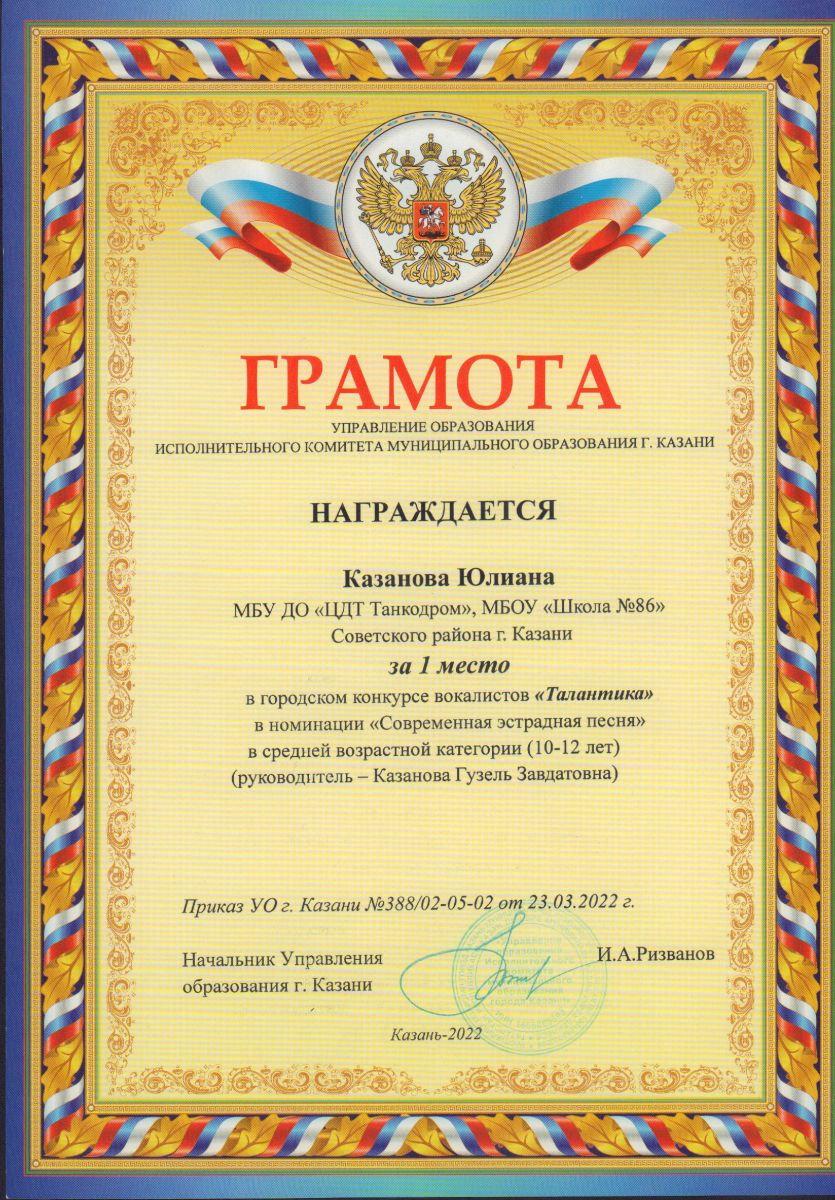 ГРАМОТА
УПРАВЛЕНИЕ ОБРАЗОВАНИЯ
ИСПОЛНИТЕЛЬНОГО КОМИТЕТА МУНИЦИПАЛЬНОГО ОБРАЗОВАНИЯ Г. КАЗАНИ
НАГРАЖДАЕТСЯ
Казанова Юлиана
МБУ ДО «ЦДТ Танкодром», МБОУ «Школа №86»
Советского района г. Казани
за 1 место
в городском конкурсе вокалистов «Талантика»
в номинации «Современная эстрадная песня»
в средней возрастной категории (10-12 лет)
(руководитель – Казанова Гузель Завдатовна)
Приказ УО г. Казани №388/02-05-02 от 23.03.2022 г.
Начальник Управления
образования г. Казани
И.А.Ризванов
Казань-2022